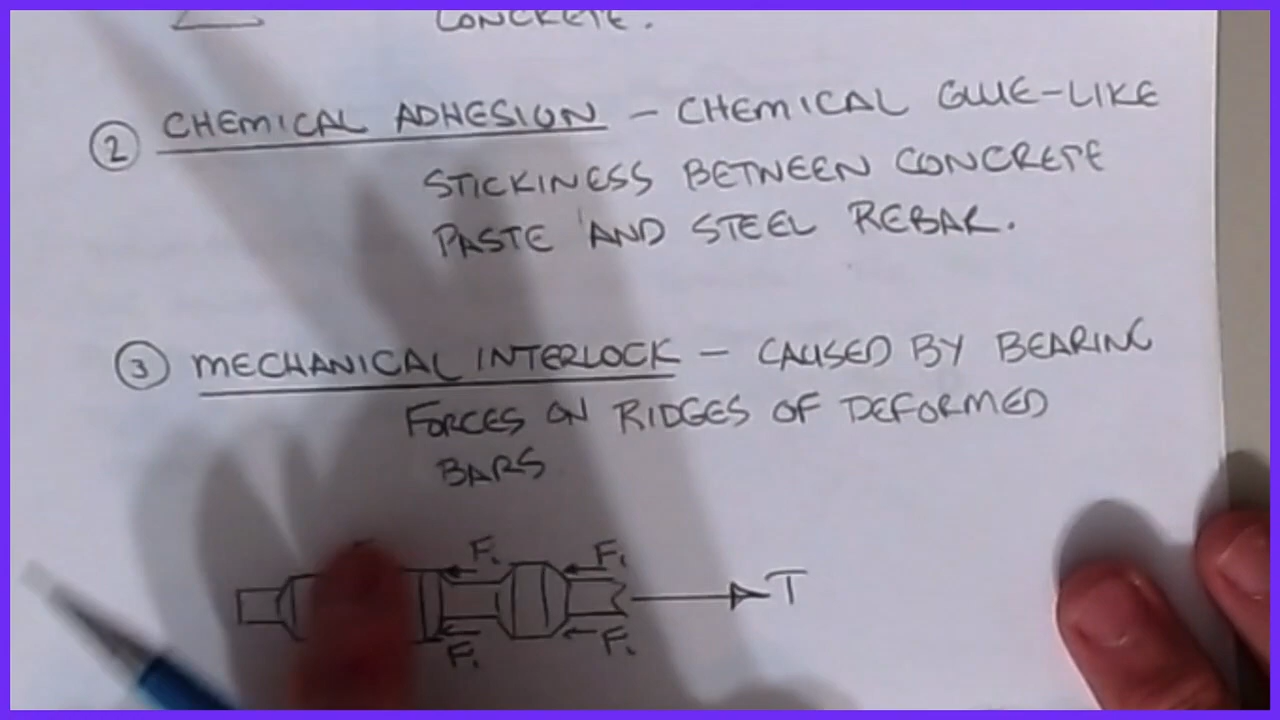 CONCRETE.
② CHEMICAL ADHESION – CHEMICAL GLUE-LIKE
STICKINESS BETWEEN CONCRETE
PASTE AND STEEL REBAR.
③ MECHANICAL INTERLOCK – CAUSED BY BEARING
FORCES ON RIDGES OF DEFORMED
BARS
F₁ F₁
T
F₁ F₁